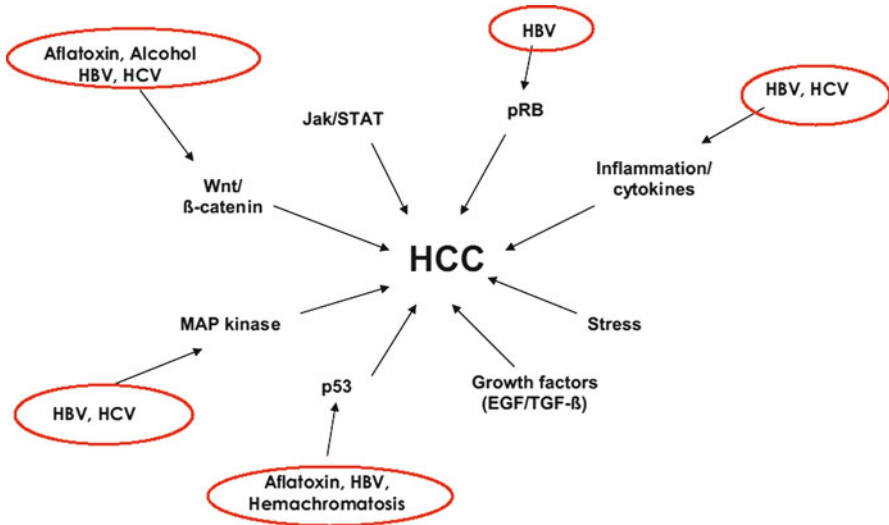 Aflatoxin, Alcohol
HBV, HCV
HBV
HBV, HCV
Jak/STAT
pRB
Inflammation/
cytokines
Wnt/
ß-catenin
HCC
MAP kinase
Stress
p53
Growth factors
(EGF/TGF-ß)
HBV, HCV
Aflatoxin, HBV,
Hemachromatosis